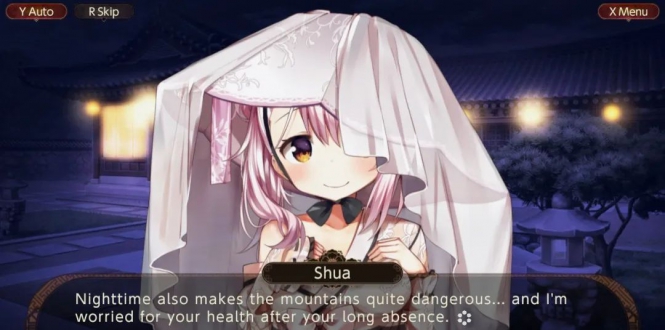 Y Auto
R Skip
X Menu
Shua
Nighttime also makes the mountains quite dangerous... and I'm
worried for your health after your long absence.